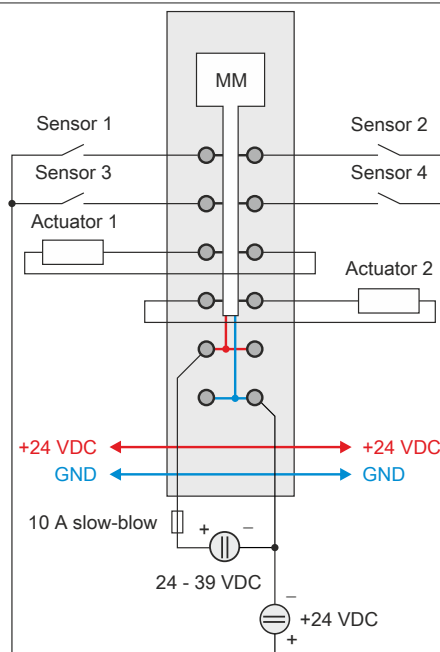 MM
Sensor 1
Sensor 2
Sensor 3
Sensor 4
Actuator 1
Actuator 2
+24 VDC
+24 VDC
GND
GND
10 A slow-blow
+ –
24 - 39 VDC
–
+24 VDC
+